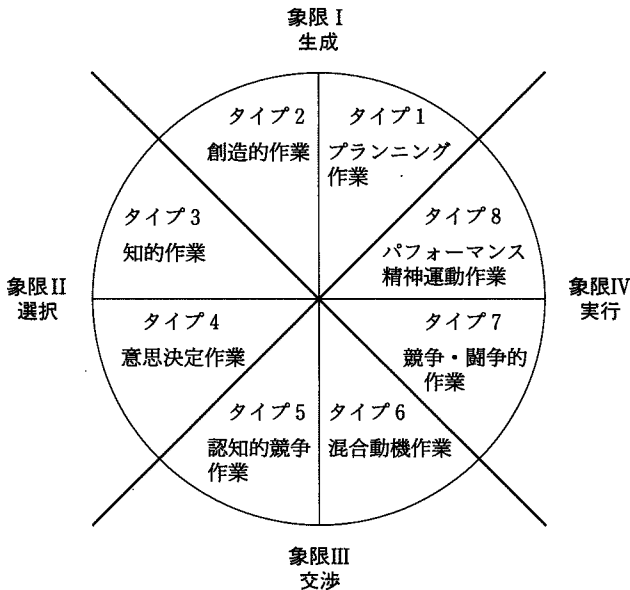 象限Ⅰ
生成
タイプ2
創造的作業
タイプ1
プランニング
作業
タイプ3
知的作業
タイプ8
パフォーマンス
精神運動作業
象限Ⅱ
選択
象限Ⅳ
実行
タイプ4
意思決定作業
タイプ7
競争・闘争的
作業
タイプ5
認知的競争
作業
タイプ6
混合動機作業
象限Ⅲ
交渉